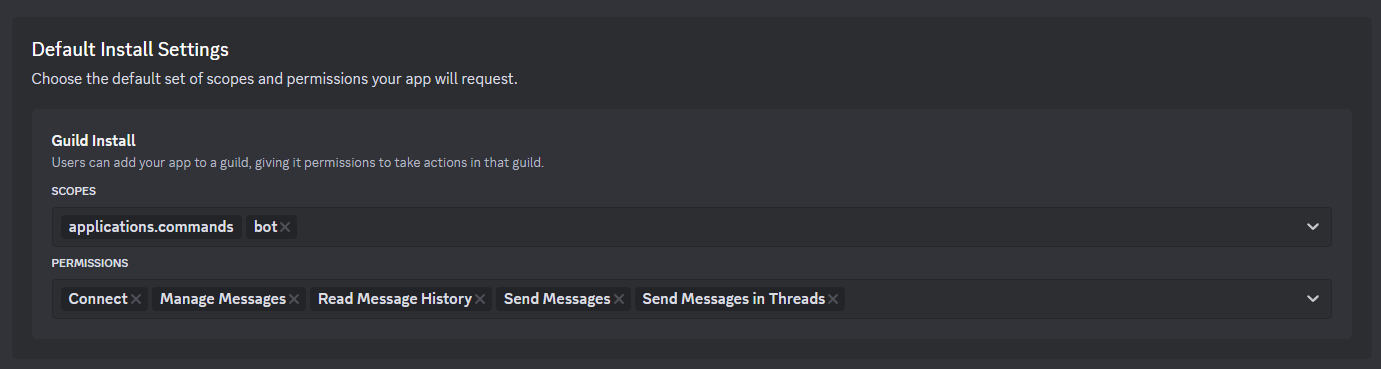 Default Install Settings
Choose the default set of scopes and permissions your app will request.
Guild Install
Users can add your app to a guild, giving it permissions to take actions in that guild.
SCOPES
applications.commands bot
PERMISSIONS
Connect Manage Messages Read Message History Send Messages Send Messages in Threads